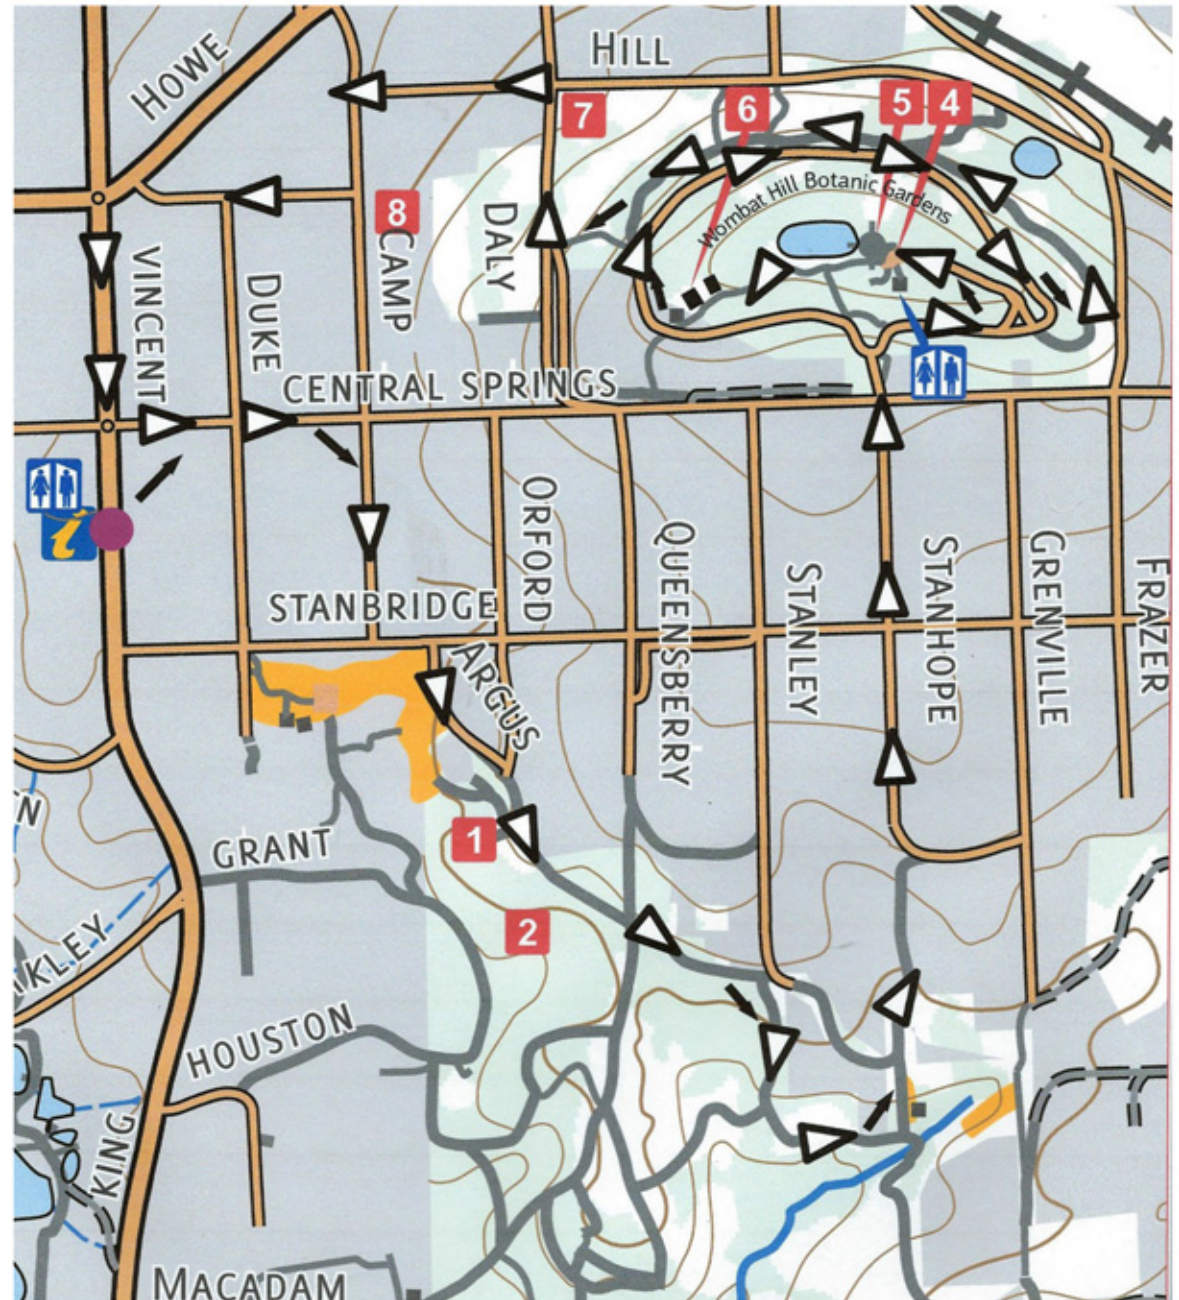 HOWE
HILL
7
6
5
4
Wombat Hill Botanic Gardens
8
VINCENT
DUKE
CAMP
DALY
CENTRAL SPRINGS
i
ORFORD
QUEENSBERRY
STANLEY
STANHOPE
GRENVILLE
FRAZER
STANBRIDGE
ARGUS
1
GRANT
2
HOUSTON
KING
MACADAM